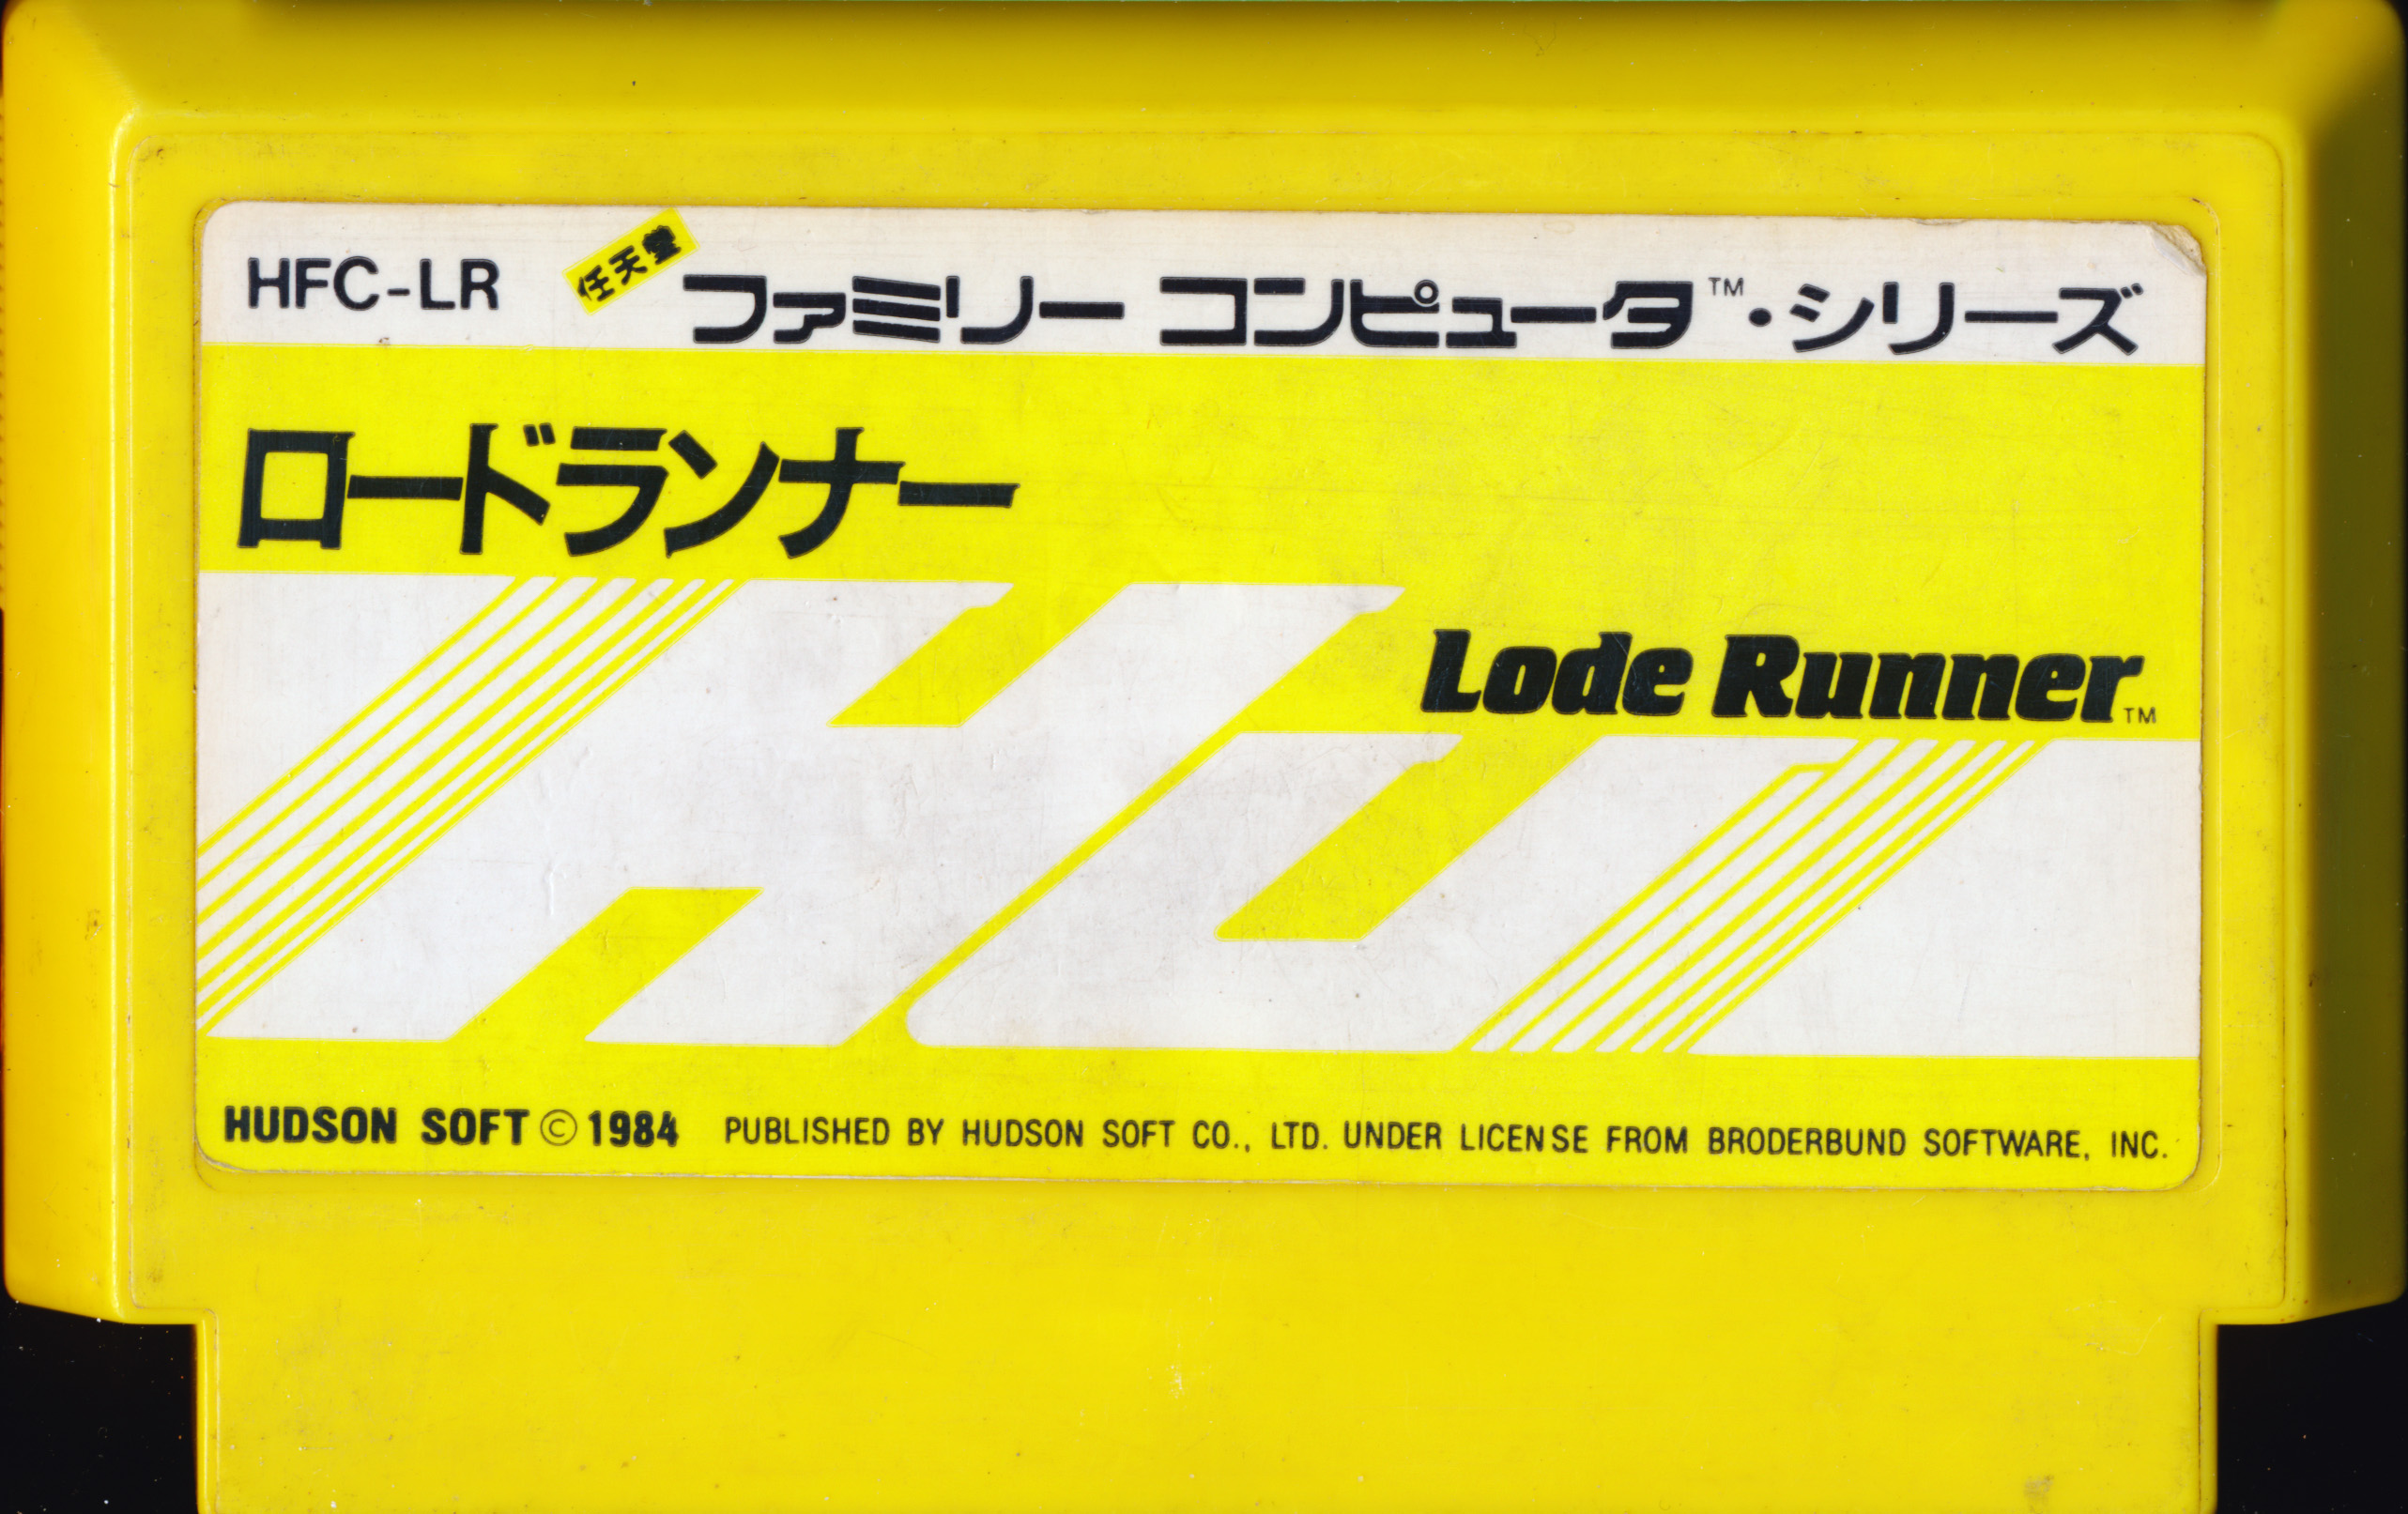 HFC-LR 任天堂 ファミリー コンピュータ™・シリーズ
ロードランナー
Lode Runner™
HUDSON SOFT © 1984 PUBLISHED BY HUDSON SOFT CO., LTD. UNDER LICENSE FROM BRODERBUND SOFTWARE, INC.